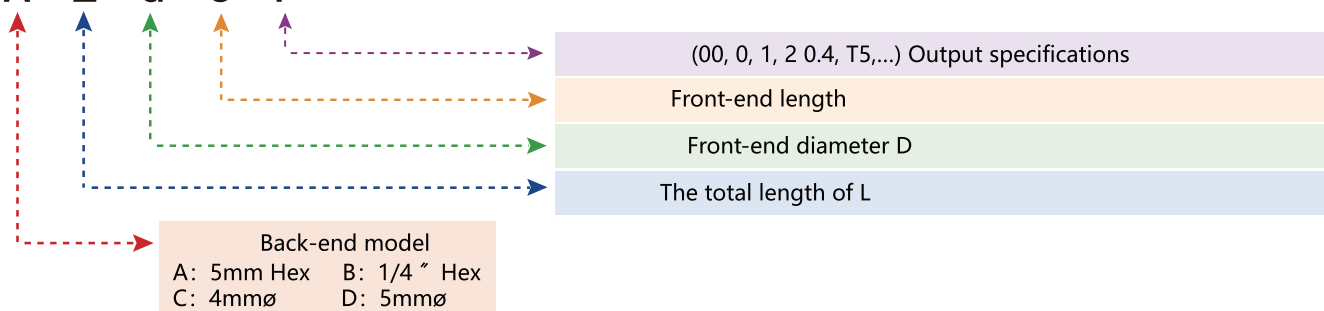 (00, 0, 1, 2 0.4, T5,...) Output specifications
Front-end length
Front-end diameter D
The total length of L
Back-end model
A: 5mm Hex B: 1/4 ″ Hex
C: 4mmø D: 5mmø